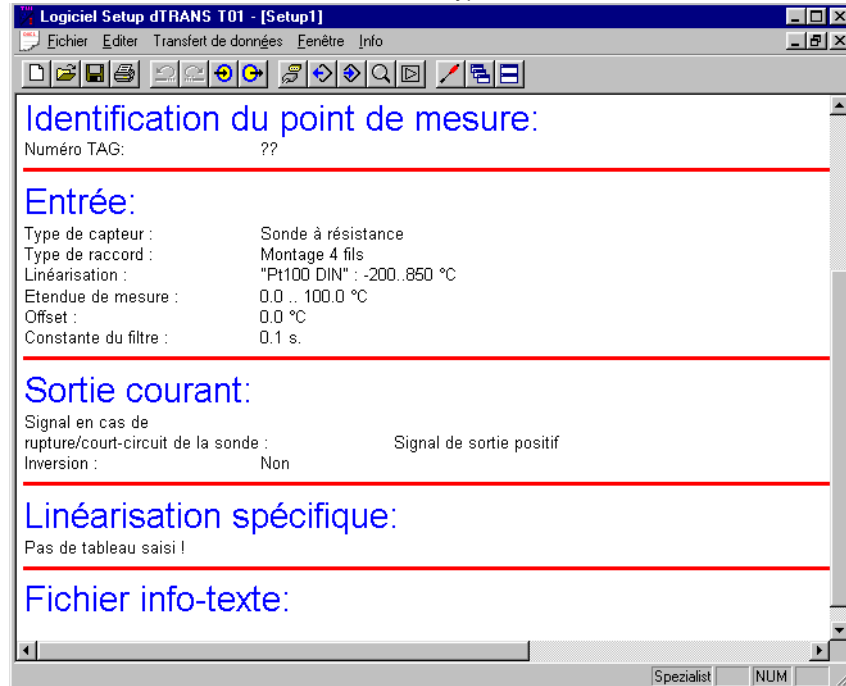 Logiciel Setup dTRANS T01 - [Setup1]
Fichier Editer Transfert de données Fenêtre Info
Identification du point de mesure:
Numéro TAG: ??
Entrée:
Type de capteur : Sonde à résistance
Type de raccord : Montage 4 fils
Linéarisation : "Pt100 DIN" : -200..850 °C
Etendue de mesure : 0.0 .. 100.0 °C
Offset : 0.0 °C
Constante du filtre : 0.1 s.
Sortie courant:
Signal en cas de
rupture/court-circuit de la sonde : Signal de sortie positif
Inversion : Non
Linéarisation spécifique:
Pas de tableau saisi !
Fichier info-texte:
Spezialist NUM